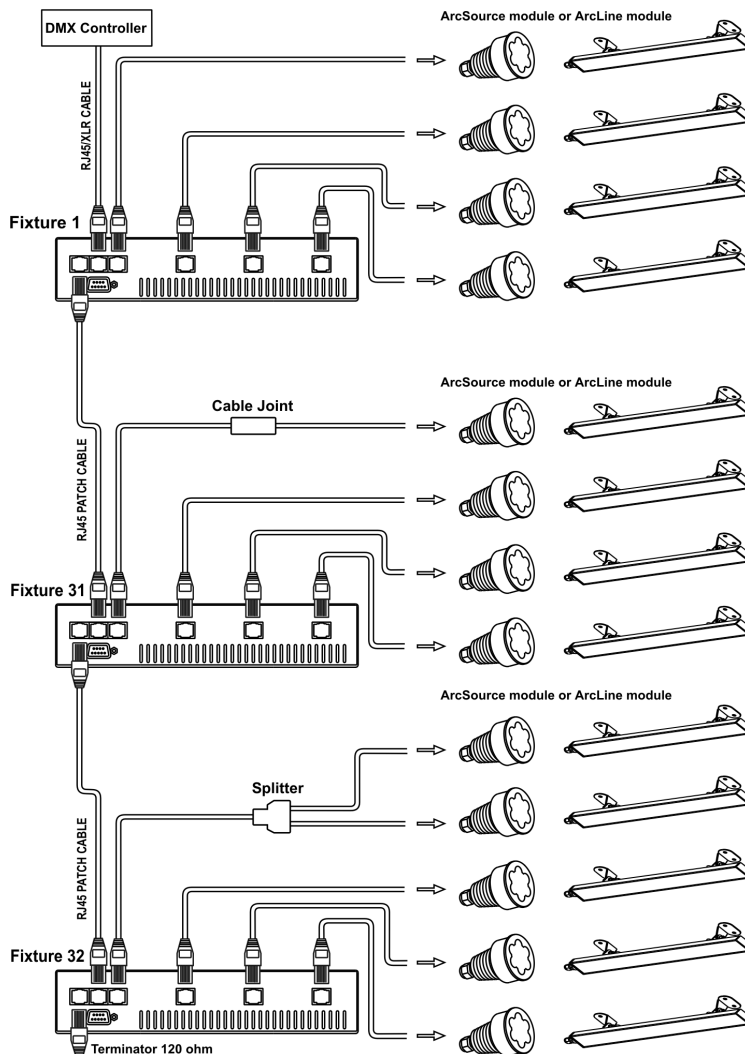 DMX Controller
ArcSource module or ArcLine module
RJ45/XLR CABLE
Fixture 1
ArcSource module or ArcLine module
Cable Joint
RJ45 PATCH CABLE
Fixture 31
ArcSource module or ArcLine module
Splitter
RJ45 PATCH CABLE
Fixture 32
Terminator 120 ohm